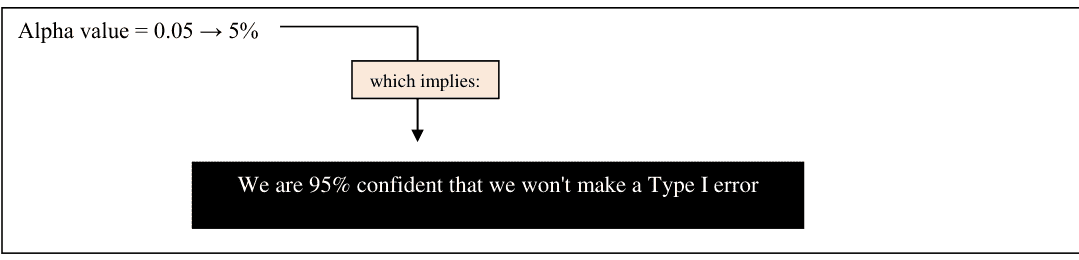 Alpha value = 0.05 → 5%
which implies:
We are 95% confident that we won't make a Type I error